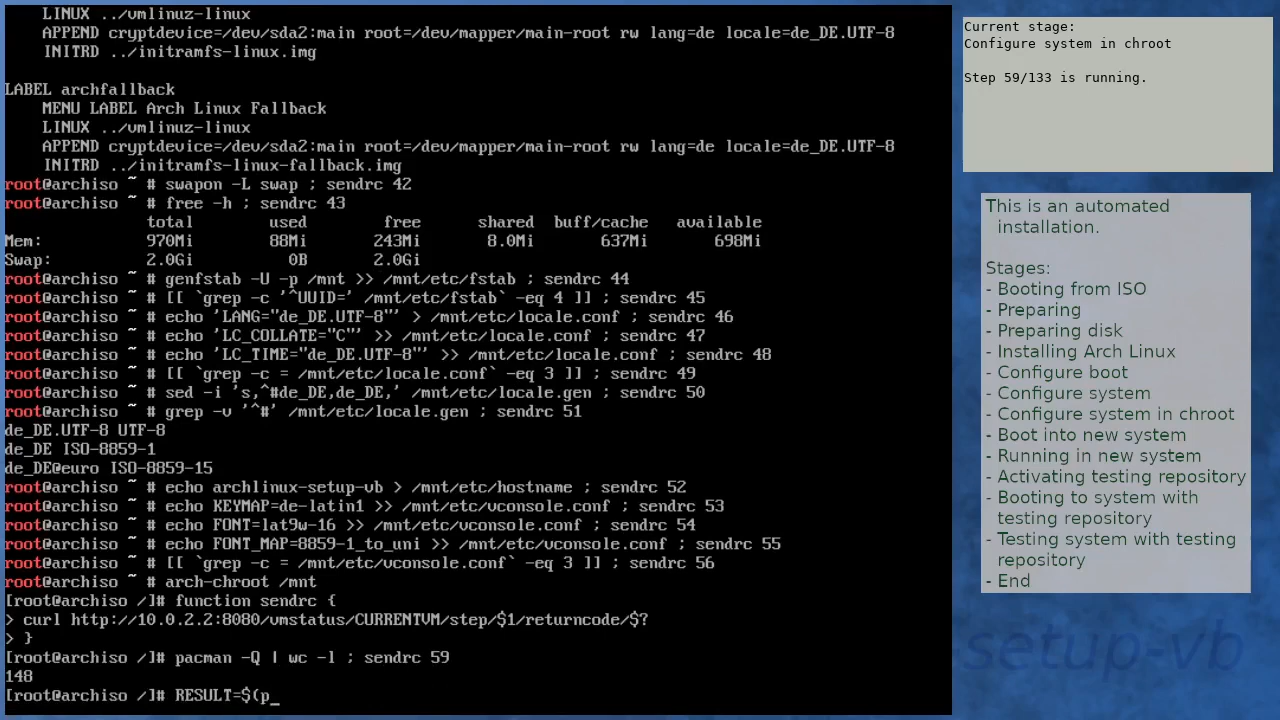 LINUX ../vmlinuz-linux
APPEND cryptdevice=/dev/sda2:main root=/dev/mapper/main-root rw lang=de locale=de_DE.UTF-8
INITRD ../initramfs-linux.img
LABEL archfallback
MENU LABEL Arch Linux Fallback
LINUX ../vmlinuz-linux
APPEND cryptdevice=/dev/sda2:main root=/dev/mapper/main-root rw lang=de locale=de_DE.UTF-8
INITRD ../initramfs-linux-fallback.img
root@archiso ~ # swapon -L swap ; sendrc 42
root@archiso ~ # free -h ; sendrc 43
total used free shared buff/cache available
Mem: 970Mi 88Mi 243Mi 8.0Mi 637Mi 698Mi
Swap: 2.0Gi 0B 2.0Gi
root@archiso ~ # genfstab -U -p /mnt >> /mnt/etc/fstab ; sendrc 44
root@archiso ~ # [[ `grep -c '^UUID=' /mnt/etc/fstab` -eq 4 ]] ; sendrc 45
root@archiso ~ # echo 'LANG="de_DE.UTF-8"' > /mnt/etc/locale.conf ; sendrc 46
root@archiso ~ # echo 'LC_COLLATE="C"' >> /mnt/etc/locale.conf ; sendrc 47
root@archiso ~ # echo 'LC_TIME="de_DE.UTF-8"' >> /mnt/etc/locale.conf ; sendrc 48
root@archiso ~ # [[ `grep -c = /mnt/etc/locale.conf` -eq 3 ]] ; sendrc 49
root@archiso ~ # sed -i 's,^#de_DE,de_DE,' /mnt/etc/locale.gen ; sendrc 50
root@archiso ~ # grep -v '^#' /mnt/etc/locale.gen ; sendrc 51
de_DE.UTF-8 UTF-8
de_DE ISO-8859-1
de_DE@euro ISO-8859-15
root@archiso ~ # echo archlinux-setup-vb > /mnt/etc/hostname ; sendrc 52
root@archiso ~ # echo KEYMAP=de-latin1 >> /mnt/etc/vconsole.conf ; sendrc 53
root@archiso ~ # echo FONT=lat9w-16 >> /mnt/etc/vconsole.conf ; sendrc 54
root@archiso ~ # echo FONT_MAP=8859-1_to_uni >> /mnt/etc/vconsole.conf ; sendrc 55
root@archiso ~ # [[ `grep -c = /mnt/etc/vconsole.conf` -eq 3 ]] ; sendrc 56
root@archiso ~ # arch-chroot /mnt
[root@archiso /]# function sendrc {
> curl http://10.0.2.2:8080/vmstatus/CURRENTVM/step/$1/returncode/$?
> }
[root@archiso /]# pacman -Q | wc -l ; sendrc 59
148
[root@archiso /]# RESULT=$(p_
Current stage:
Configure system in chroot
Step 59/133 is running.
This is an automated
installation.
Stages:
- Booting from ISO
- Preparing
- Preparing disk
- Installing Arch Linux
- Configure boot
- Configure system
- Configure system in chroot
- Boot into new system
- Running in new system
- Activating testing repository
- Booting to system with
testing repository
- Testing system with testing
repository
- End
-setup-vb